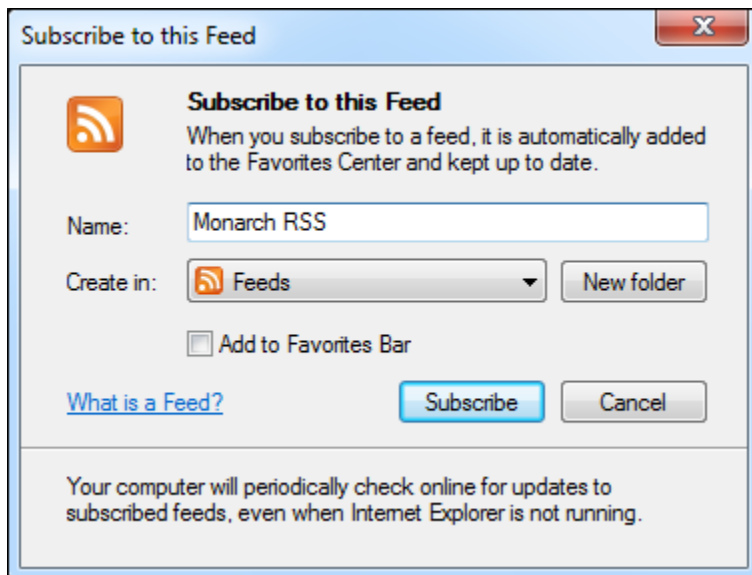 Subscribe to this Feed
Subscribe to this Feed
When you subscribe to a feed, it is automatically added
to the Favorites Center and kept up to date.
Name: Monarch RSS
Create in: Feeds New folder
Add to Favorites Bar
What is a Feed? Subscribe Cancel
Your computer will periodically check online for updates to
subscribed feeds, even when Internet Explorer is not running.